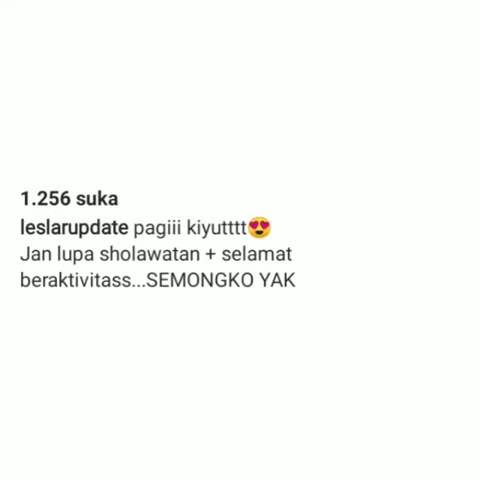 1.256 suka
leslarupdate pagiii kiyutttt😍
Jan lupa sholawatan + selamat
beraktivitass...SEMONGKO YAK